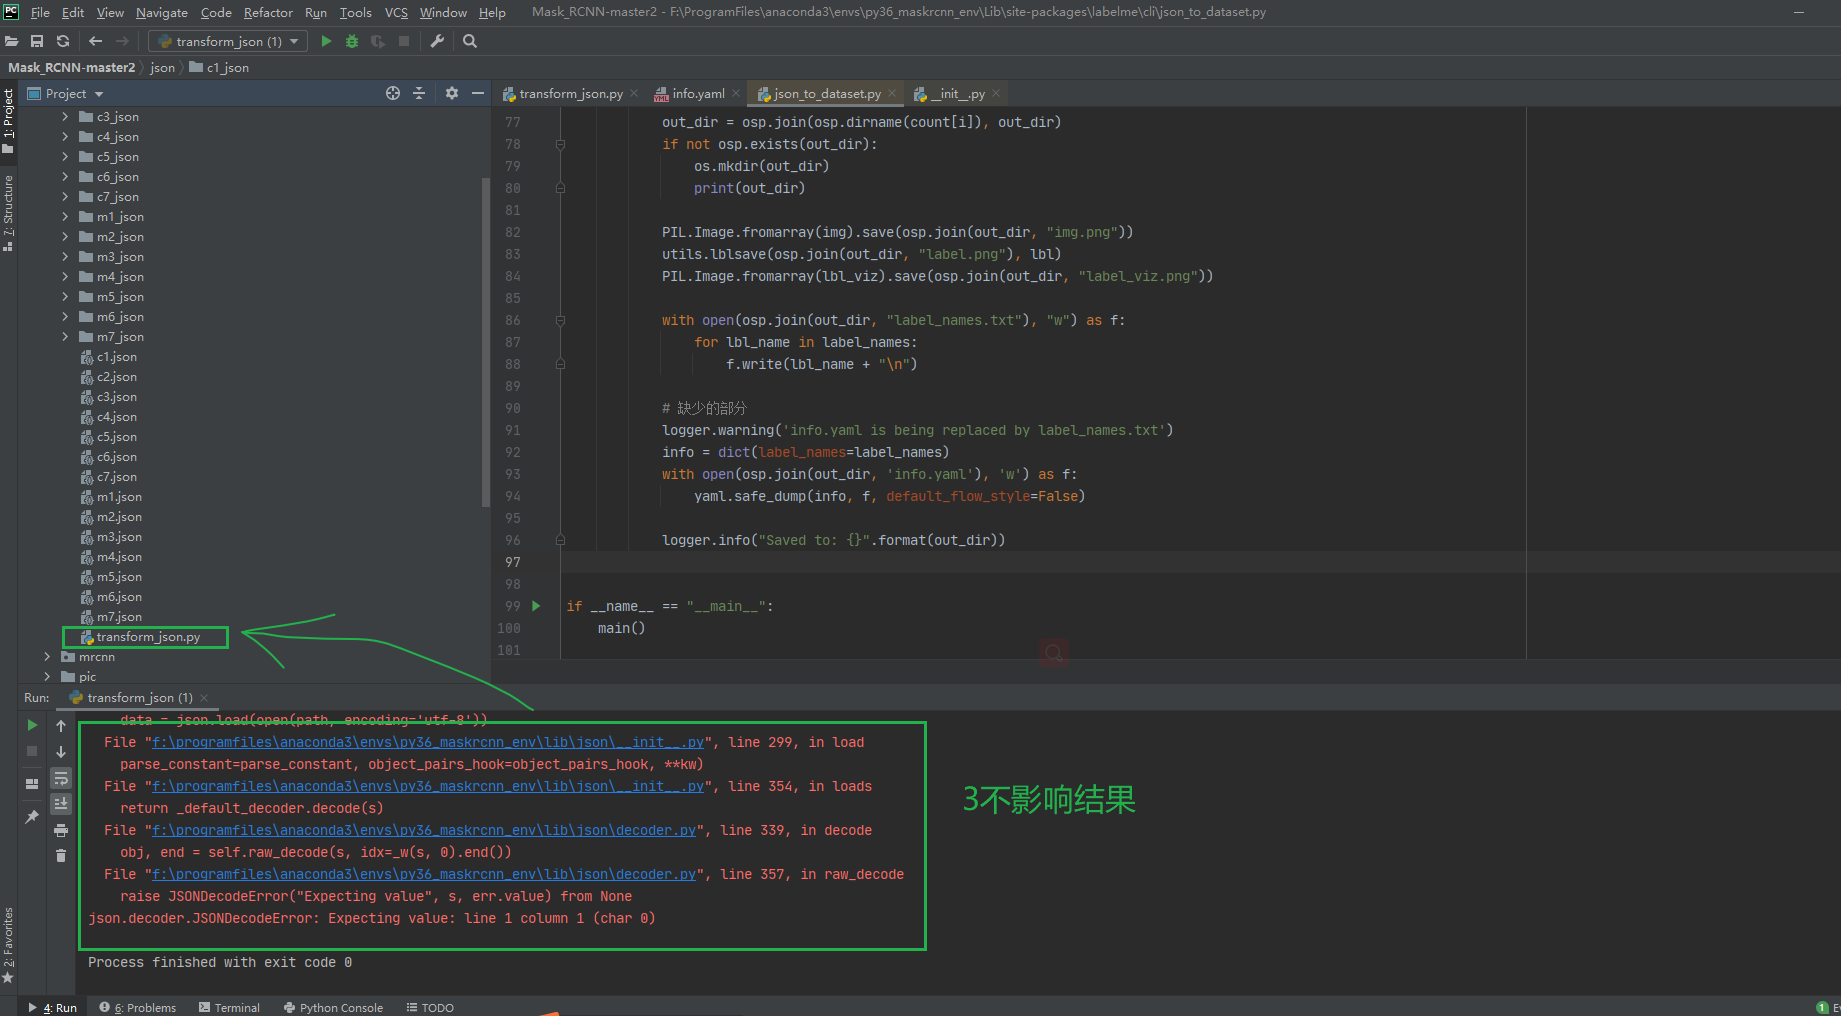 File Edit View Navigate Code Refactor Run Tools VCS Window Help Mask_RCNN-master2 - F:\ProgramFiles\anaconda3\envs\py36_maskrcnn_env\Lib\site-packages\labelme\cli\json_to_dataset.py
transform_json (1)
Mask_RCNN-master2 json c1_json
1: Project
7: Structure
2: Favorites
Project
c3_json
c4_json
c5_json
c6_json
c7_json
m1_json
m2_json
m3_json
m4_json
m5_json
m6_json
m7_json
c1.json
c2.json
c3.json
c4.json
c5.json
c6.json
c7.json
m1.json
m2.json
m3.json
m4.json
m5.json
m6.json
m7.json
transform_json.py
mrcnn
pic
transform_json.py info.yaml json_to_dataset.py __init__.py
77 out_dir = osp.join(osp.dirname(count[i]), out_dir)
78 if not osp.exists(out_dir):
79 os.mkdir(out_dir)
80 print(out_dir)
81
82 PIL.Image.fromarray(img).save(osp.join(out_dir, "img.png"))
83 utils.lblsave(osp.join(out_dir, "label.png"), lbl)
84 PIL.Image.fromarray(lbl_viz).save(osp.join(out_dir, "label_viz.png"))
85
86 with open(osp.join(out_dir, "label_names.txt"), "w") as f:
87 for lbl_name in label_names:
88 f.write(lbl_name + "\n")
89
90 # 缺少的部分
91 logger.warning('info.yaml is being replaced by label_names.txt')
92 info = dict(label_names=label_names)
93 with open(osp.join(out_dir, 'info.yaml'), 'w') as f:
94 yaml.safe_dump(info, f, default_flow_style=False)
95
96 logger.info("Saved to: {}".format(out_dir))
97
98
99 if __name__ == "__main__":
100 main()
101
Run: transform_json (1)
data = json.load(open(path, encoding='utf-8'))
File "f:\programfiles\anaconda3\envs\py36_maskrcnn_env\lib\json\__init__.py", line 299, in load
parse_constant=parse_constant, object_pairs_hook=object_pairs_hook, **kw)
File "f:\programfiles\anaconda3\envs\py36_maskrcnn_env\lib\json\__init__.py", line 354, in loads
return _default_decoder.decode(s)
File "f:\programfiles\anaconda3\envs\py36_maskrcnn_env\lib\json\decoder.py", line 339, in decode
obj, end = self.raw_decode(s, idx=_w(s, 0).end())
File "f:\programfiles\anaconda3\envs\py36_maskrcnn_env\lib\json\decoder.py", line 357, in raw_decode
raise JSONDecodeError("Expecting value", s, err.value) from None
json.decoder.JSONDecodeError: Expecting value: line 1 column 1 (char 0)
3不影响结果
Process finished with exit code 0
4: Run 6: Problems Terminal Python Console TODO 1